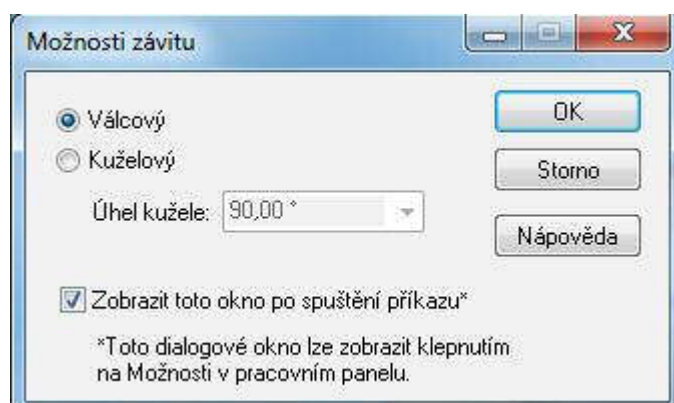 Možnosti závitu
Válcový
Kuželový
Úhel kužele: 90,00 °
OK
Storno
Nápověda
Zobrazit toto okno po spuštění příkazu*
*Toto dialogové okno lze zobrazit klepnutím
na Možnosti v pracovním panelu.